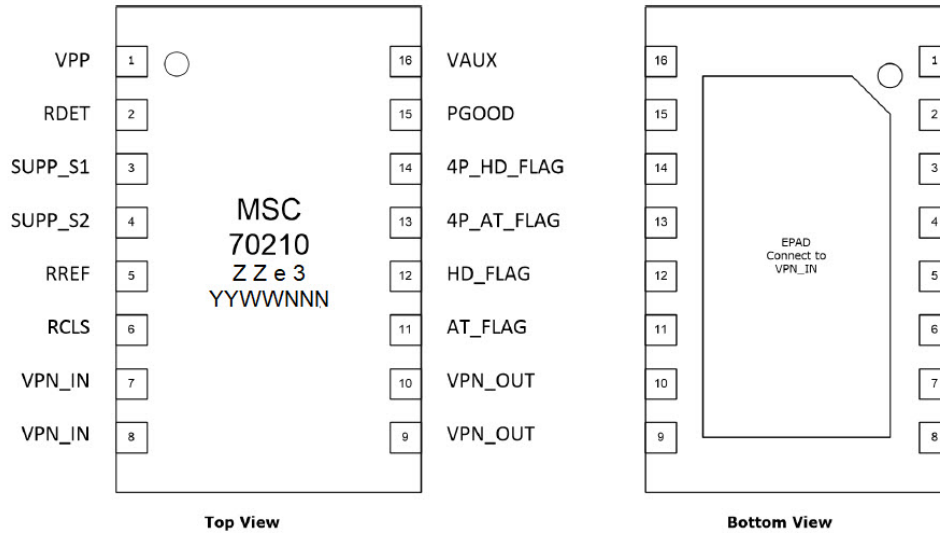 VPP 1 16 VAUX
RDET 2 15 PGOOD
SUPP_S1 3 14 4P_HD_FLAG
SUPP_S2 4 13 4P_AT_FLAG
RREF 5 12 HD_FLAG
RCLS 6 11 AT_FLAG
VPN_IN 7 10 VPN_OUT
VPN_IN 8 9 VPN_OUT
MSC
70210
Z Z e 3
YYWWNNN
Top View
16 1
15 2
14 3
13 4
12 5
11 6
10 7
9 8
EPAD
Connect to
VPN_IN
Bottom View